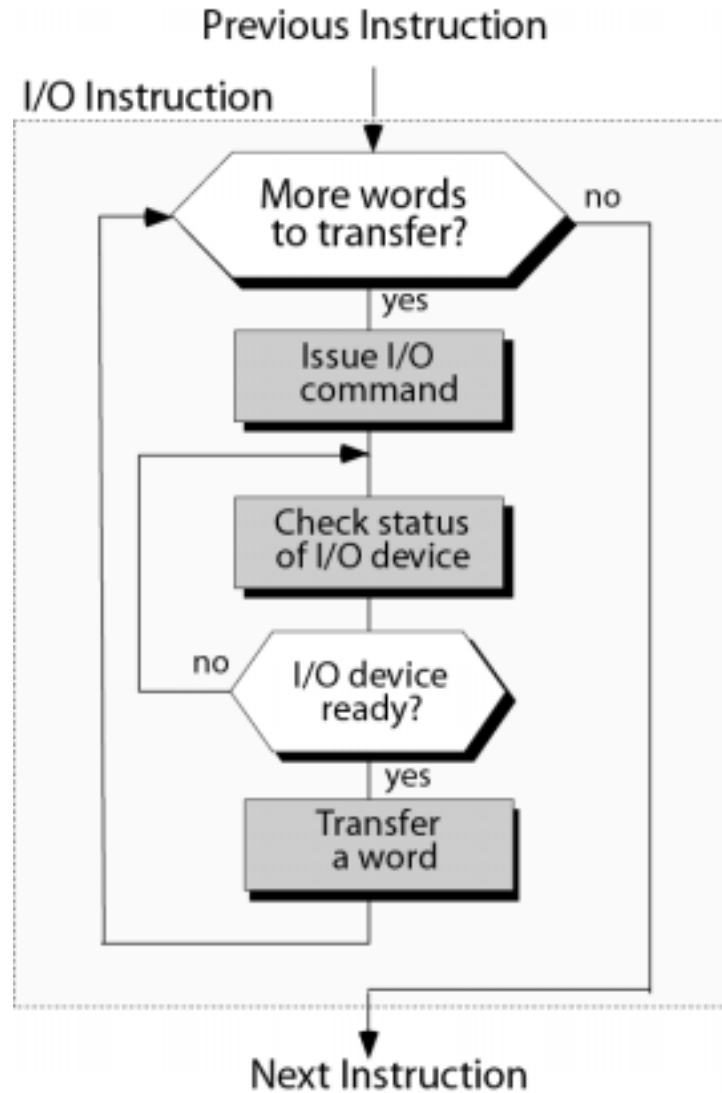 Previous Instruction
I/O Instruction
More words
to transfer?
no
yes
Issue I/O
command
Check status
of I/O device
no
I/O device
ready?
yes
Transfer
a word
Next Instruction